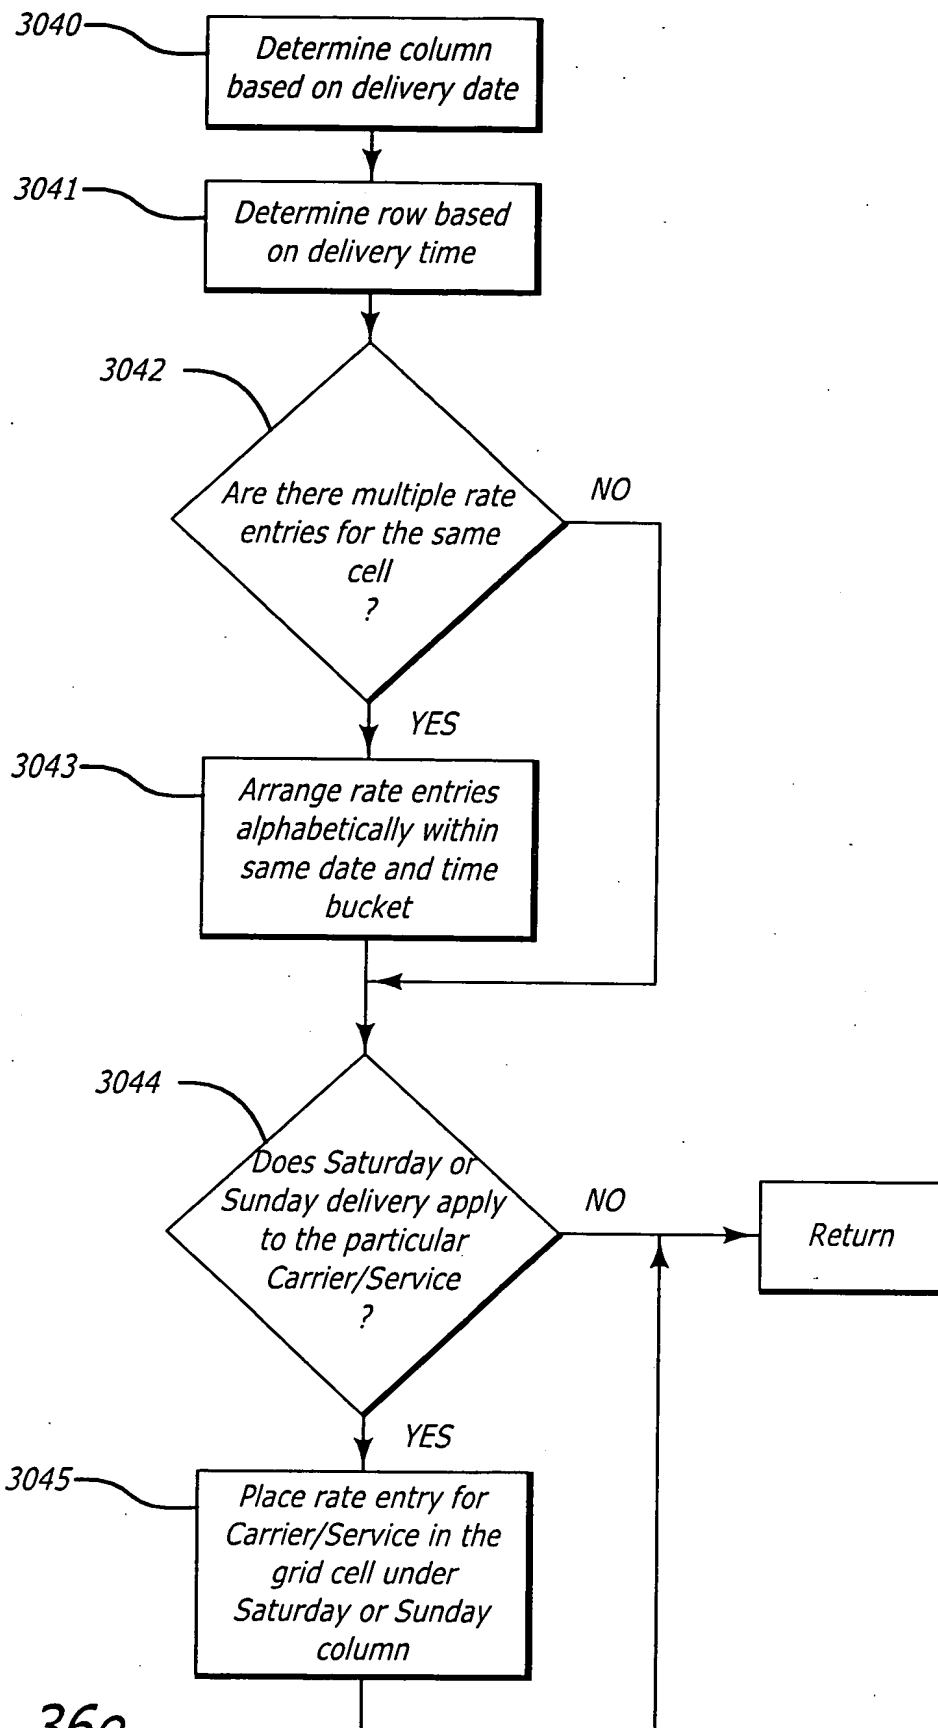 3040
Determine column
based on delivery date
3041
Determine row based
on delivery time
3042
Are there multiple rate
entries for the same
cell
?
NO
YES
3043
Arrange rate entries
alphabetically within
same date and time
bucket
3044
Does Saturday or
Sunday delivery apply
to the particular
Carrier/Service
?
NO
Return
YES
3045
Place rate entry for
Carrier/Service in the
grid cell under
Saturday or Sunday
column